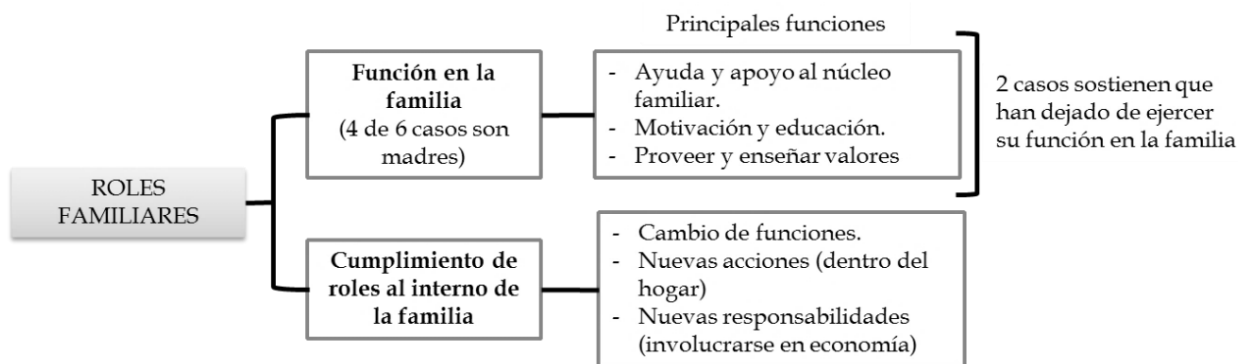 ROLES
FAMILIARES
Función en la
familia
(4 de 6 casos son
madres)
Principales funciones
- Ayuda y apoyo al núcleo
familiar.
- Motivación y educación.
- Proveer y enseñar valores
2 casos sostienen que
han dejado de ejercer
su función en la familia
Cumplimiento de
roles al interno de
la familia
- Cambio de funciones.
- Nuevas acciones (dentro del
hogar)
- Nuevas responsabilidades
(involucrarse en economía)